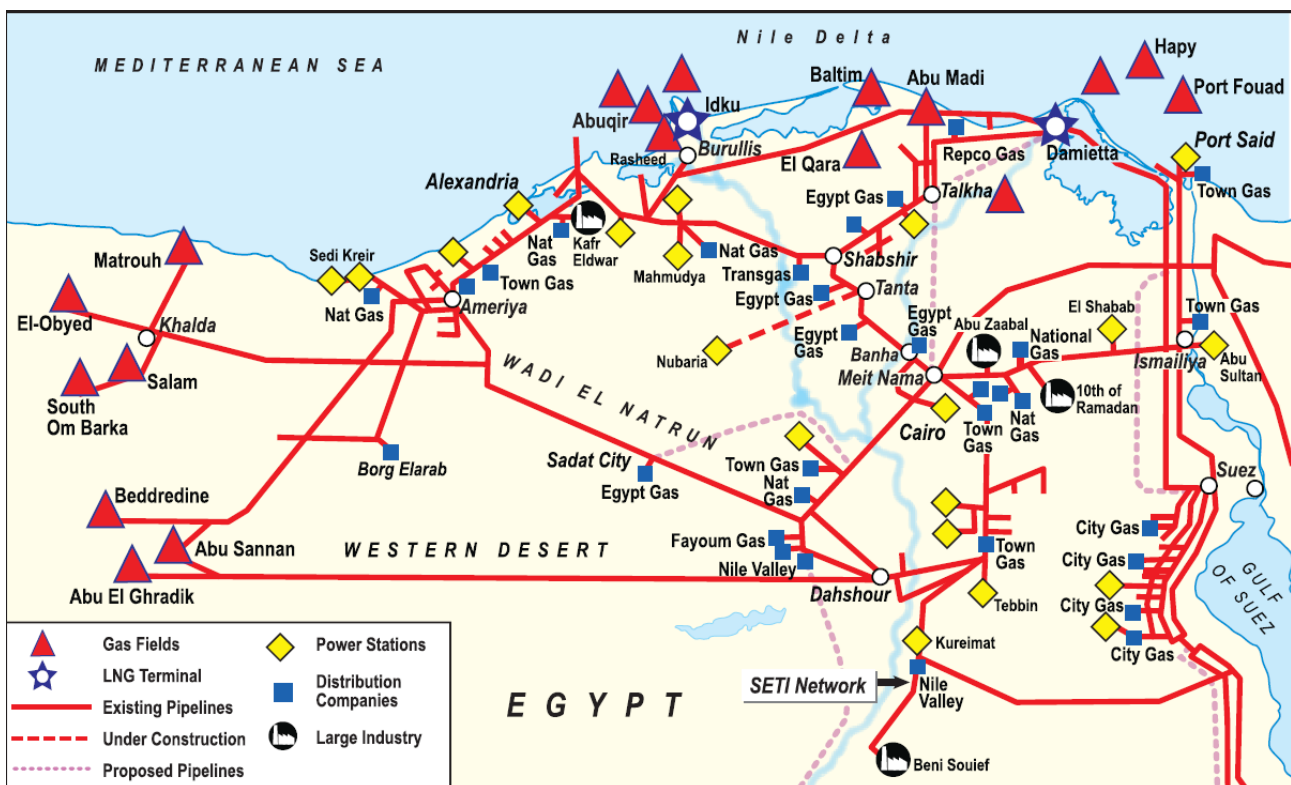 MEDITERRANEAN SEA
Nile Delta
Hapy
Baltim
Abu Madi
Port Fouad
Idku
Abuqir
Port Said
Rasheed
Burullis
El Qara
Repco Gas
Damietta
Alexandria
Town Gas
Egypt Gas
Talkha
Nat
Gas
Kafr
Eldwar
Sedi Kreir
Matrouh
Nat Gas
Shabshir
Mahmudya
Transgas
Town Gas
Egypt Gas
Tanta
El-Obyed
Nat Gas
Ameriya
El Shabab
Town Gas
Khalda
Egypt
Gas
Egypt
Gas
Abu Zaabal
National
Gas
Nubaria
Banha
Meit Nama
Ismailiya
Abu
Sultan
Salam
South
Om Barka
WADI EL NATRUN
10th of
Ramadan
Cairo
Town
Gas
Nat
Gas
Borg Elarab
Sadat City
Egypt Gas
Town Gas
Nat
Gas
Suez
Beddredine
Abu Sannan
WESTERN DESERT
Fayoum Gas
Nile Valley
Town
Gas
City Gas
City Gas
Abu El Ghradik
Dahshour
Tebbin
City Gas
City Gas
GULF
OF SUEZ
Kureimat
SETI Network
Nile
Valley
EGYPT
Beni Souief
Gas Fields
Power Stations
LNG Terminal
Distribution
Companies
Existing Pipelines
Under Construction
Large Industry
Proposed Pipelines